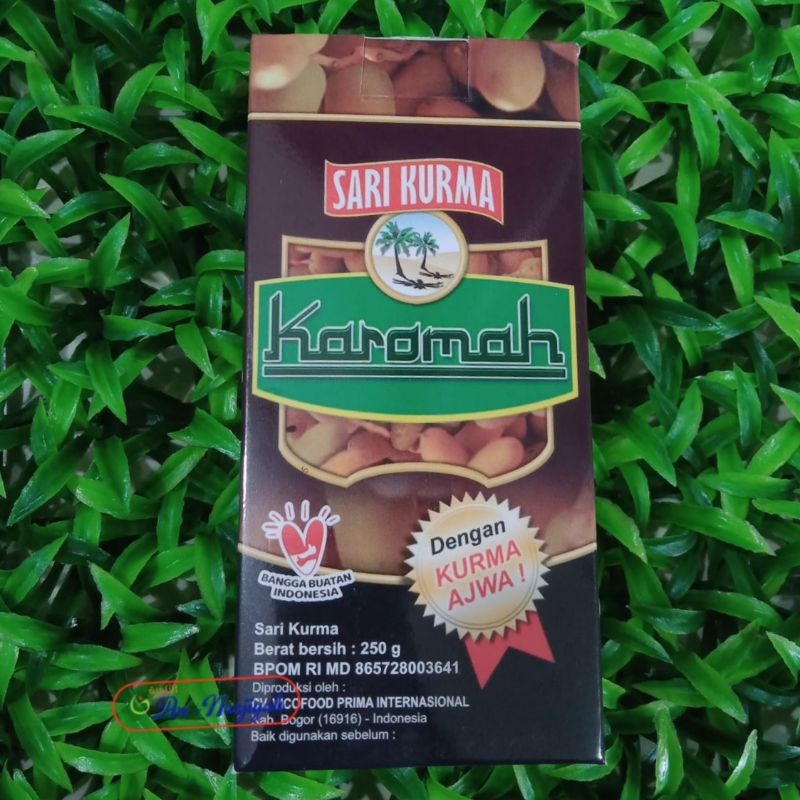 SARI KURMA
Karomah
Dengan
KURMA
AJWA !
BANGGA BUATAN
INDONESIA
Sari Kurma
Berat bersih : 250 g
BPOM RI MD 865728003641
Diproduksi oleh :
PRIMA INTERNASIONAL
Kab. Bogor (16916) - Indonesia
Baik digunakan sebelum :